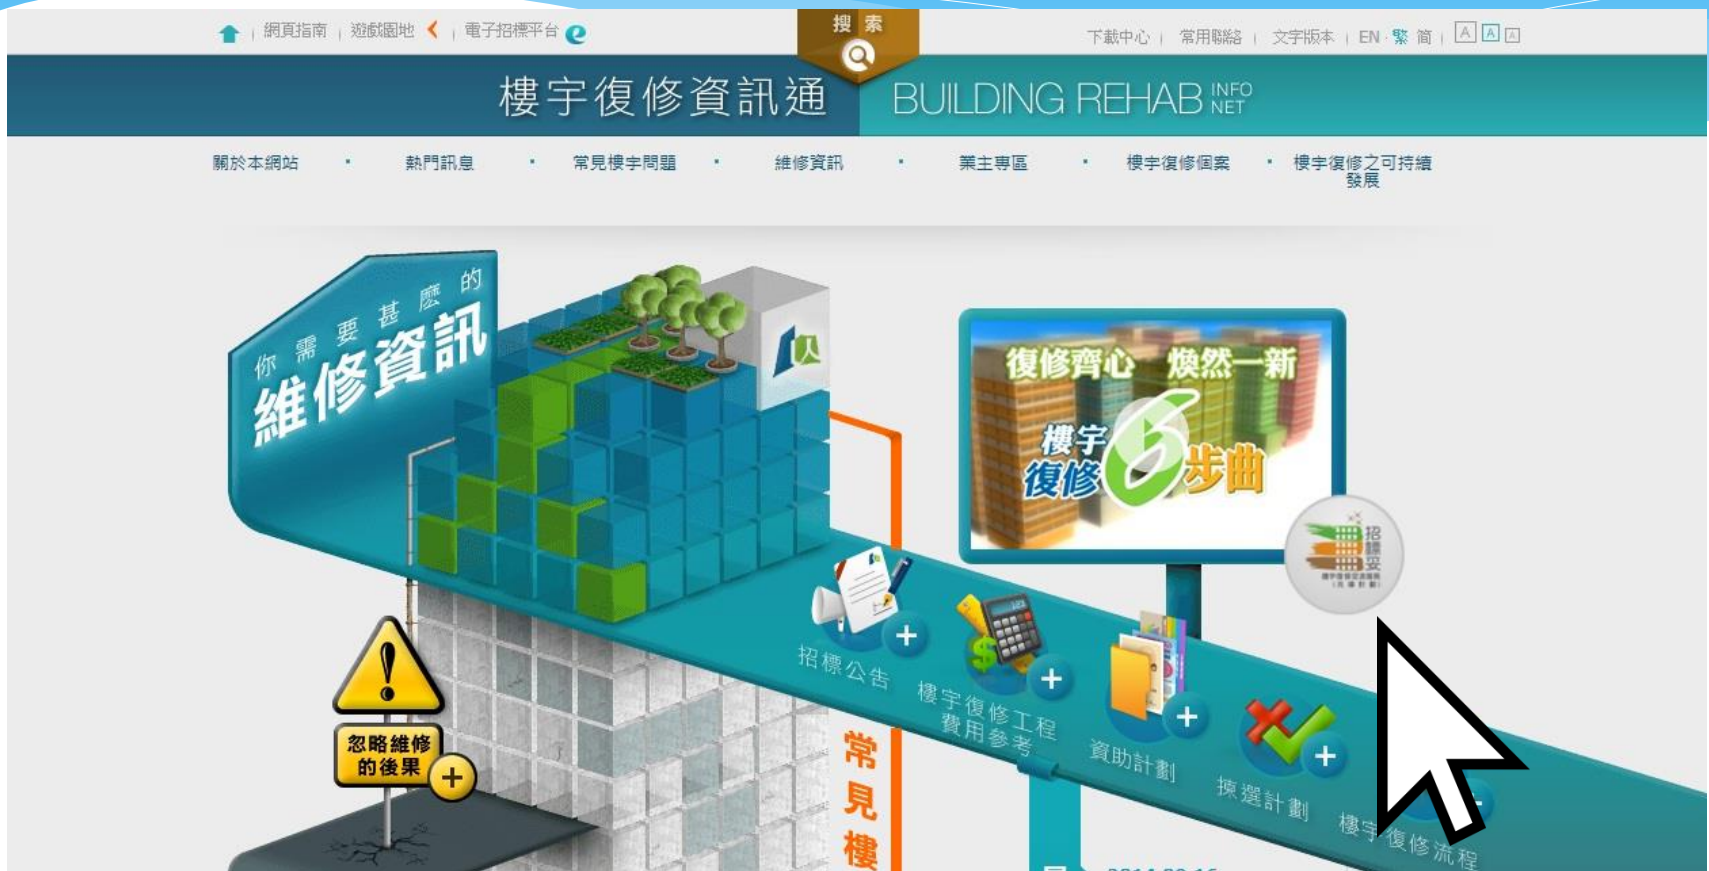 網頁指南 遊戲園地 電子招標平台
搜 索
下載中心 常用聯絡 文字版本 EN 繁 简 A A A
樓宇復修資訊通
BUILDING REHAB INFO NET
關於本網站 · 熱門訊息 · 常見樓宇問題 · 維修資訊 · 業主專區 · 樓宇復修個案 · 樓宇復修之可持續
發展
你需要甚麼的
維修資訊
復修齊心 煥然一新
樓宇
復修6步曲
招標妥
招標公告
樓宇復修工程
費用參考
資助計劃
揀選計劃
樓宇復修流程
忽略維修
的後果
常見樓